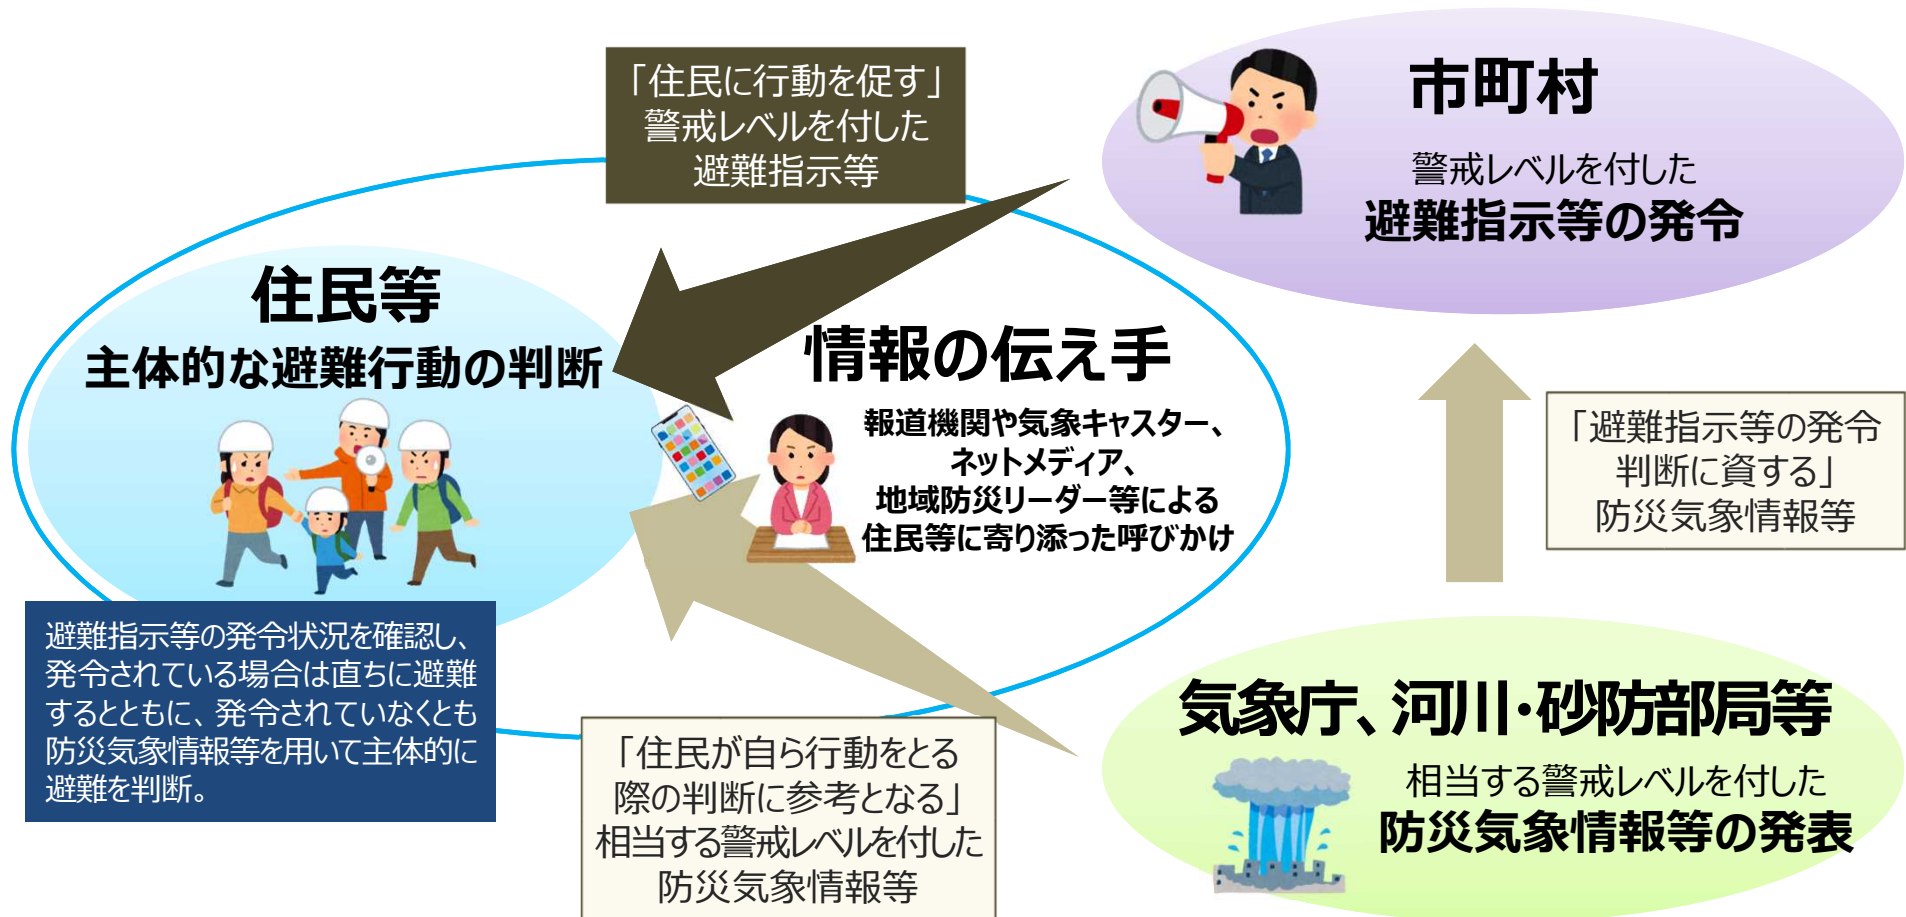 「住民に行動を促す」
警戒レベルを付した
避難指示等
市町村
警戒レベルを付した
避難指示等の発令
住民等
主体的な避難行動の判断
情報の伝え手
報道機関や気象キャスター、
ネットメディア、
地域防災リーダー等による
住民等に寄り添った呼びかけ
「避難指示等の発令
判断に資する」
防災気象情報等
避難指示等の発令状況を確認し、
発令されている場合は直ちに避難
するとともに、発令されていなくとも
防災気象情報等を用いて主体的に
避難を判断。
「住民が自ら行動をとる
際の判断に参考となる」
相当する警戒レベルを付した
防災気象情報等
気象庁、河川・砂防部局等
相当する警戒レベルを付した
防災気象情報等の発表